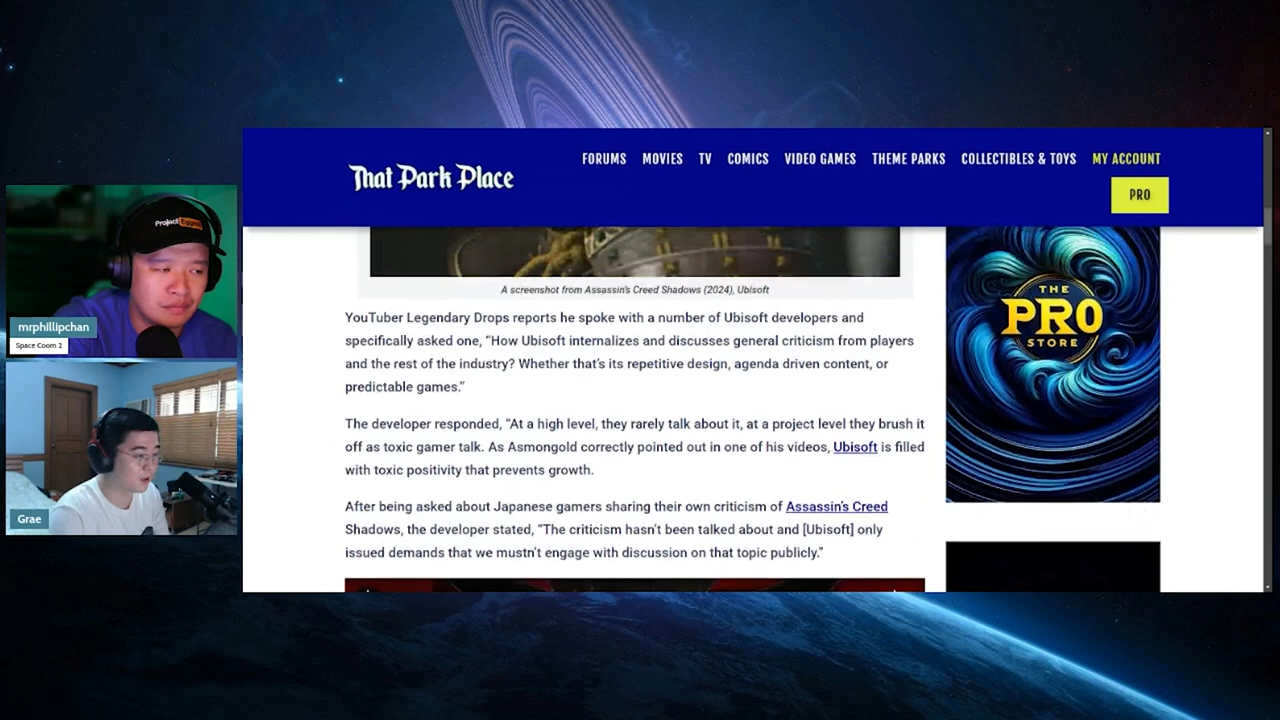 That Park Place
FORUMS MOVIES TV COMICS VIDEO GAMES THEME PARKS COLLECTIBLES & TOYS MY ACCOUNT
PRO
Project
mrphillipchan
Space Coom 2
Grae
A screenshot from Assassin's Creed Shadows (2024), Ubisoft
YouTuber Legendary Drops reports he spoke with a number of Ubisoft developers and
specifically asked one, “How Ubisoft internalizes and discusses general criticism from players
and the rest of the industry? Whether that’s its repetitive design, agenda driven content, or
predictable games.”
The developer responded, “At a high level, they rarely talk about it, at a project level they brush it
off as toxic gamer talk. As Asmongold correctly pointed out in one of his videos, Ubisoft is filled
with toxic positivity that prevents growth.
After being asked about Japanese gamers sharing their own criticism of Assassin’s Creed
Shadows, the developer stated, “The criticism hasn't been talked about and [Ubisoft] only
issued demands that we mustn't engage with discussion on that topic publicly.”
THE
PRO
STORE